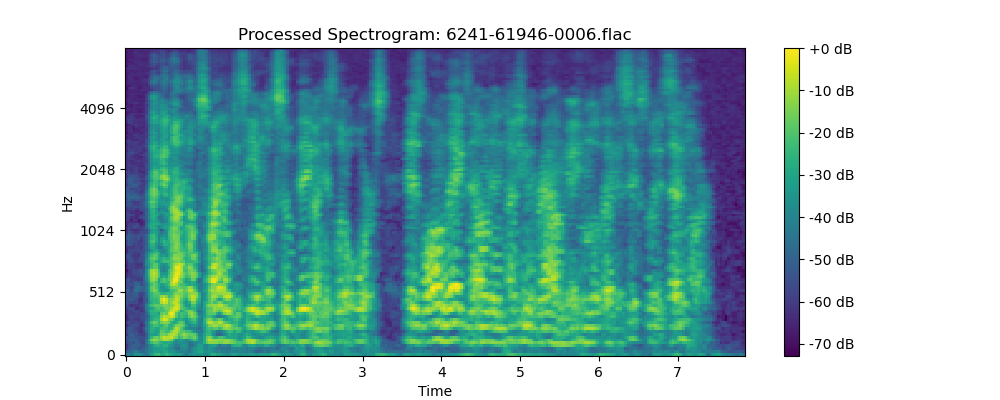 Processed Spectrogram: 6241-61946-0006.flac
Hz
4096
2048
1024
512
0
0 1 2 3 4 5 6 7
Time
+0 dB
-10 dB
-20 dB
-30 dB
-40 dB
-50 dB
-60 dB
-70 dB